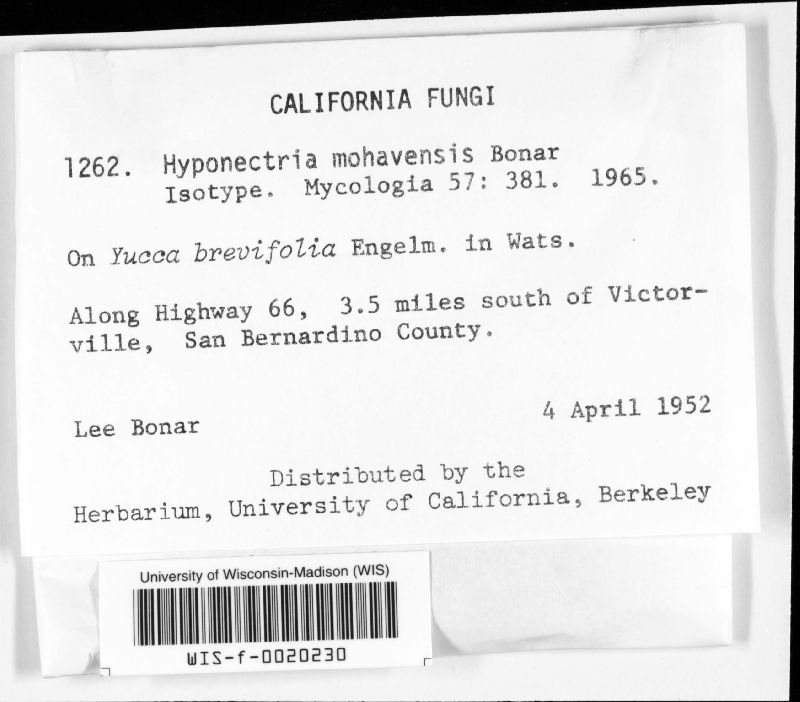 CALIFORNIA FUNGI
1262. Hyponectria mohavensis Bonar
Isotype. Mycologia 57: 381. 1965.
On Yucca brevifolia Engelm. in Wats.
Along Highway 66, 3.5 miles south of Victor-
ville, San Bernardino County.
Lee Bonar 4 April 1952
Distributed by the
Herbarium, University of California, Berkeley
University of Wisconsin-Madison (WIS)
WIS-f-0020230